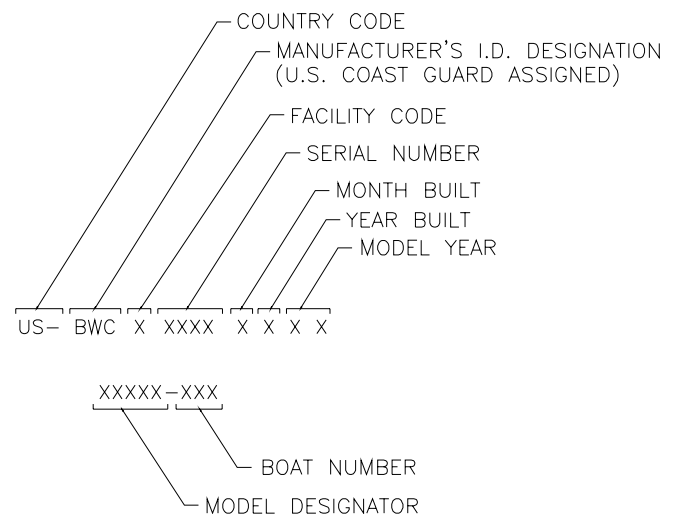 COUNTRY CODE
MANUFACTURER'S I.D. DESIGNATION
(U.S. COAST GUARD ASSIGNED)
FACILITY CODE
SERIAL NUMBER
MONTH BUILT
YEAR BUILT
MODEL YEAR
US- BWC X XXXX X X X X
XXXXX-XXX
BOAT NUMBER
MODEL DESIGNATOR